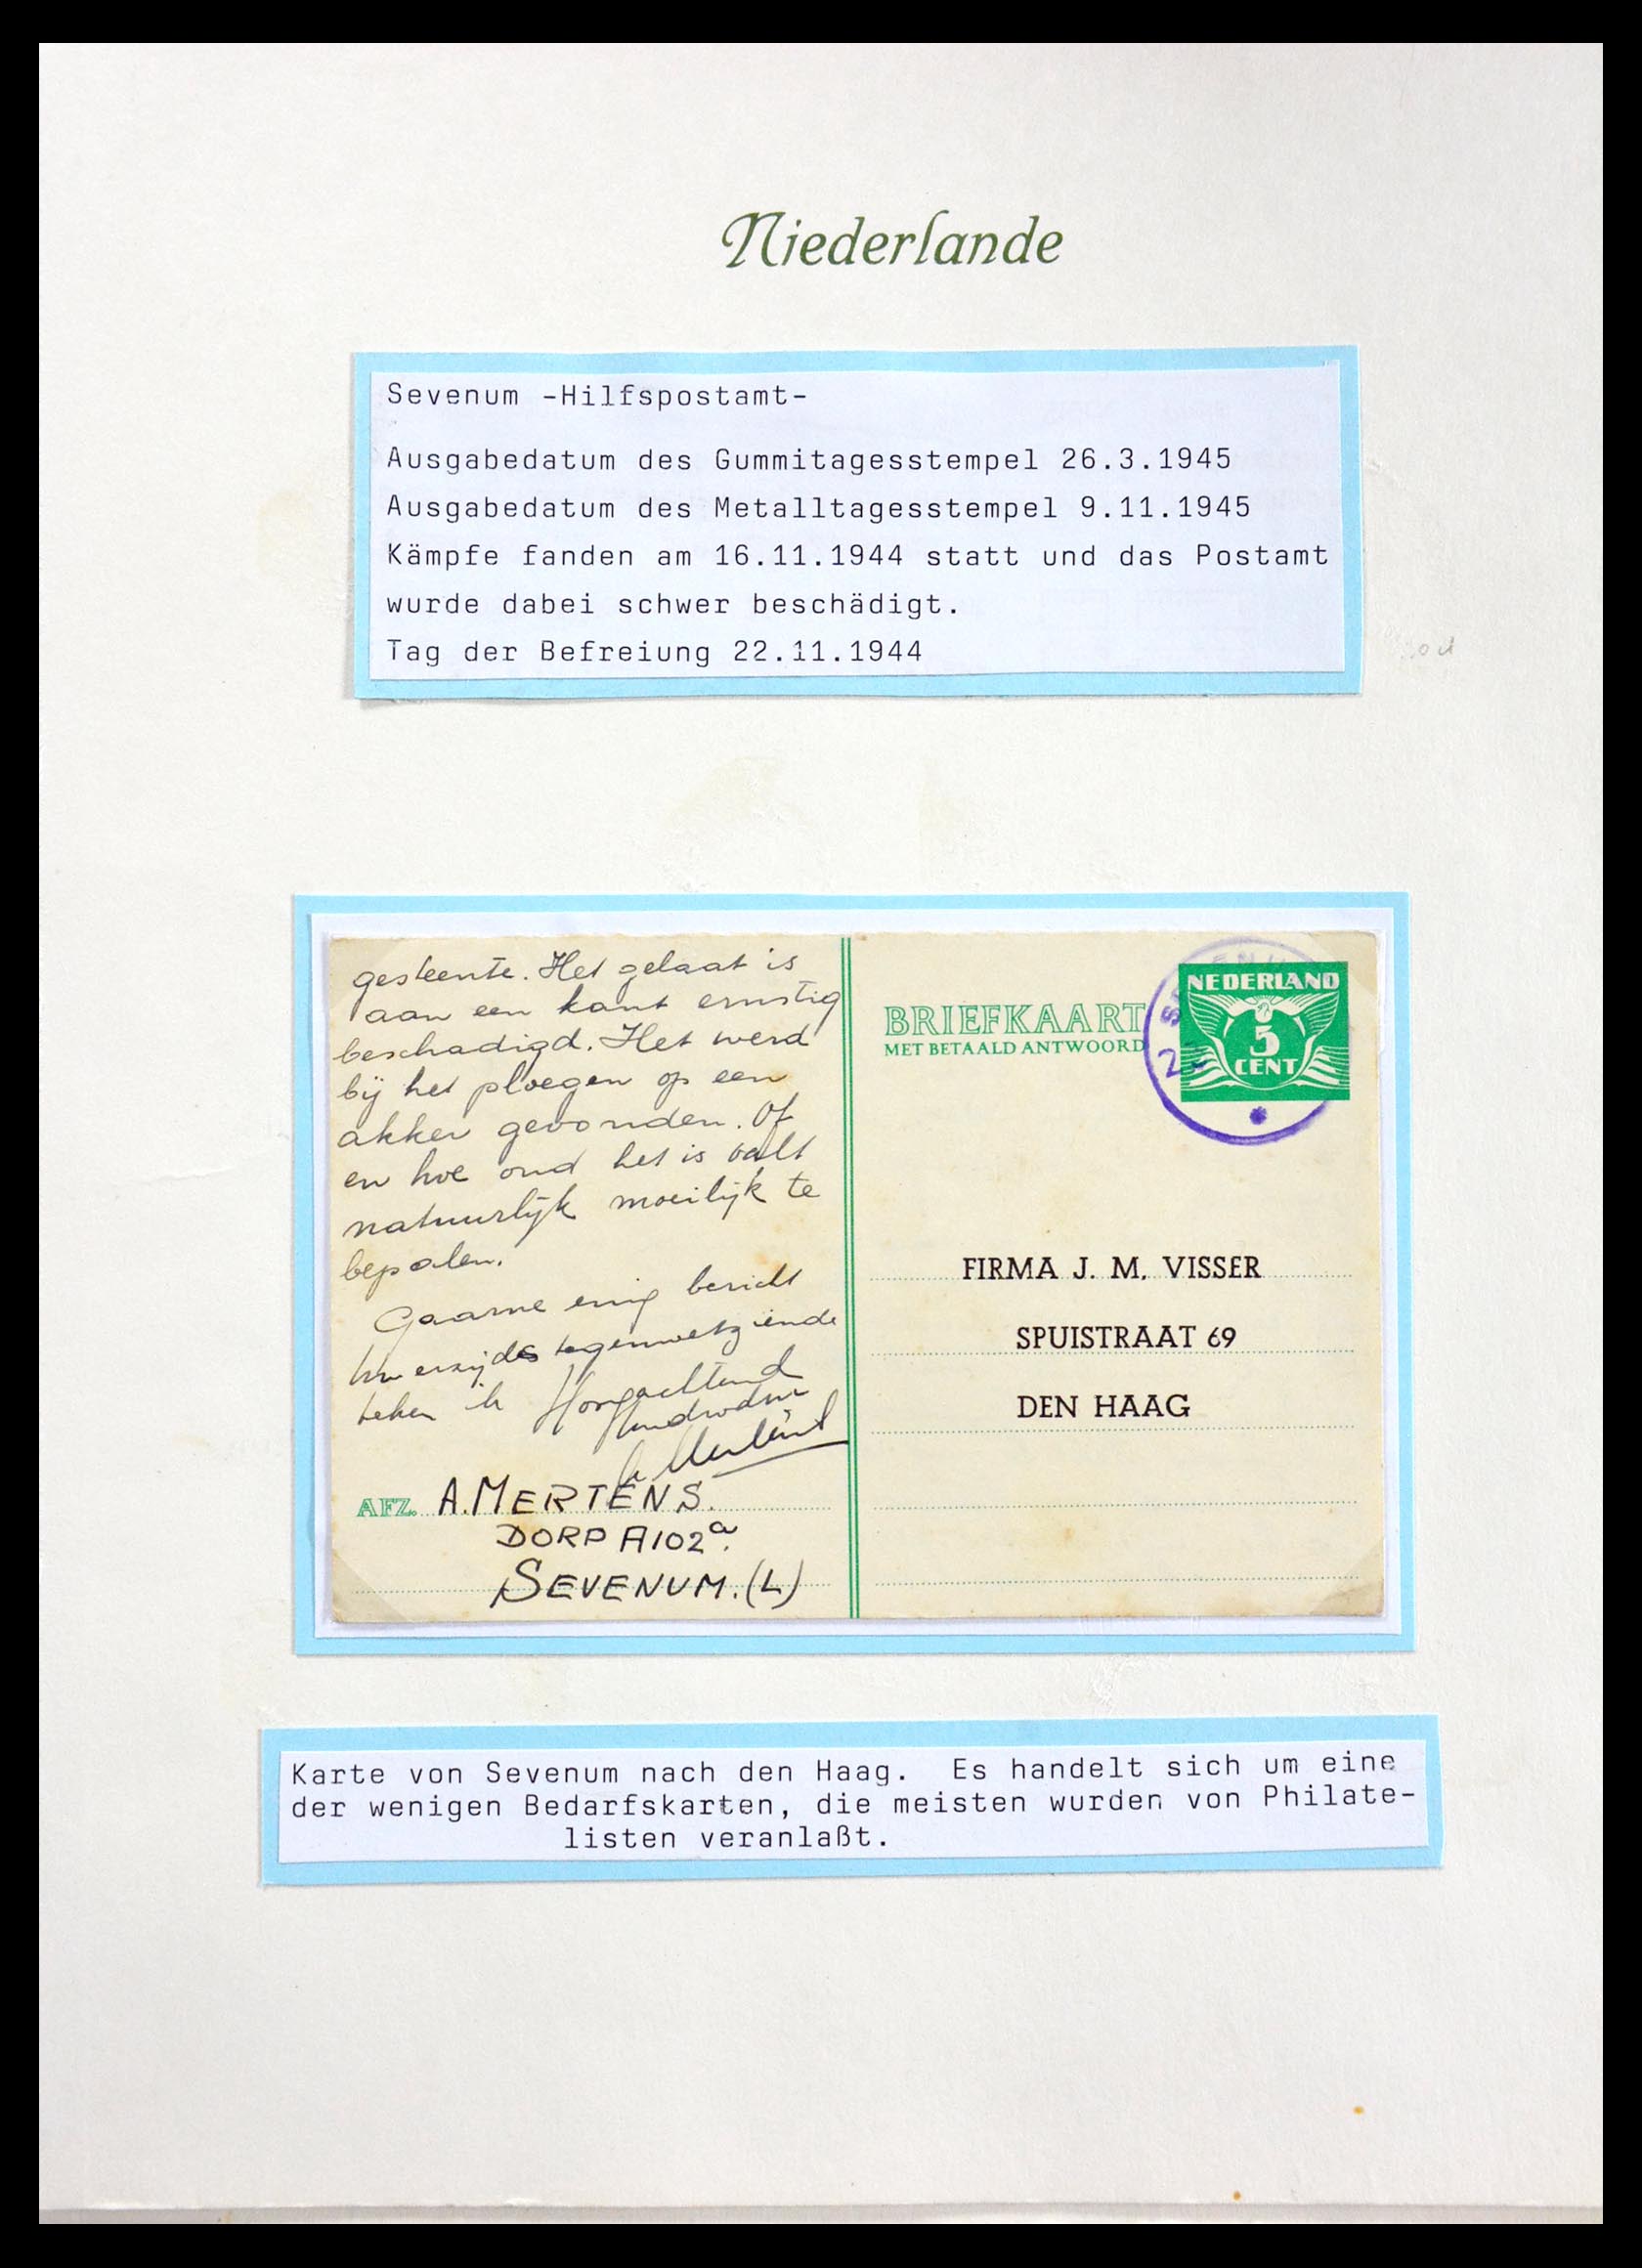 Niederlande
Sevenum -Hilfspostamt-
Ausgabedatum des Gummitagesstempel 26.3.1945
Ausgabedatum des Metalltagesstempel 9.11.1945
Kämpfe fanden am 16.11.1944 statt und das Postamt
wurde dabei schwer beschädigt.
Tag der Befreiung 22.11.1944
gesteente. Het gelaat is
aan een kant ernstig
beschadigd. Het werd
bij het ploegen op een
akker gevonden. Of
en hoe oud het is valt
natuurlijk moeilijk te
bepalen.
Gaarne enig bericht
Uwerzijds tegemoetziende
teken ik Hoogachtend
A. MERTENS.
AFZ.
DORP A102a.
SEVENUM. (L)
BRIEFKAART
MET BETAALD ANTWOORD
NEDERLAND
5
CENT
FIRMA J. M. VISSER
SPUISTRAAT 69
DEN HAAG
Karte von Sevenum nach den Haag. Es handelt sich um eine
der wenigen Bedarfskarten, die meisten wurden von Philate-
listen veranlaßt.